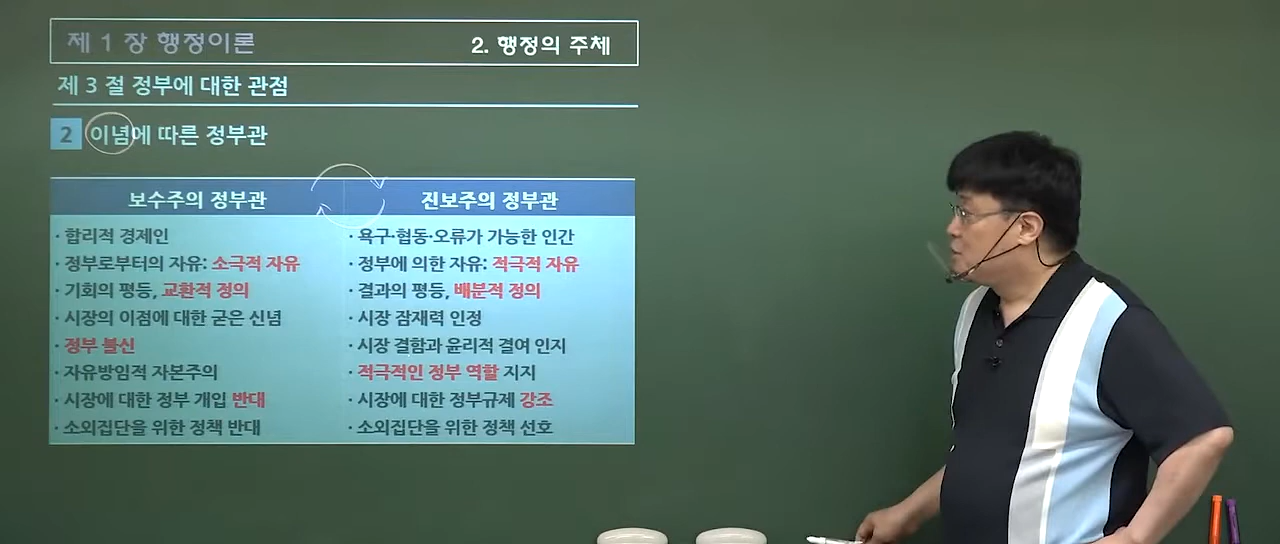 제 1 장 행정이론
2. 행정의 주체
제 3 절 정부에 대한 관점
2 이념에 따른 정부관
보수주의 정부관
진보주의 정부관
· 합리적 경제인
· 욕구·협동·오류가 가능한 인간
· 정부로부터의 자유: 소극적 자유
· 정부에 의한 자유: 적극적 자유
· 기회의 평등, 교환적 정의
· 결과의 평등, 배분적 정의
· 시장의 이점에 대한 굳은 신념
· 시장 잠재력 인정
· 정부 불신
· 시장 결함과 윤리적 결여 인지
· 자유방임적 자본주의
· 적극적인 정부 역할 지지
· 시장에 대한 정부 개입 반대
· 시장에 대한 정부규제 강조
· 소외집단을 위한 정책 반대
· 소외집단을 위한 정책 선호